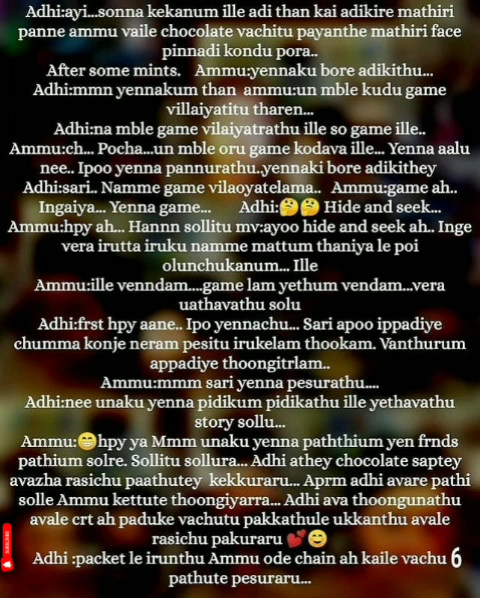 Adhi:ayi...sonna kekanum ille adi than kai adikire mathiri
panne ammu vaile chocolate vachitu payanthe mathiri face
pinnadi kondu pora..
After some mints. Ammu:yennaku bore adikithu...
Adhi:mmn yennakum than ammu:un mble kudu game
villaiyatitu tharen...
Adhi:na mble game vilaiyatrathu ille so game ille..
Ammu:ch... Pocha...un mble oru game kodava ille... Yenna aalu
nee.. Ipoo yenna pannurathu..yennaki bore adikithey
Adhi:sari.. Namme game vilaoyatelama.. Ammu:game ah..
Ingaiya... Yenna game... Adhi:🤔🤔 Hide and seek...
Ammu:hpy ah... Hannn sollitu mv:ayoo hide and seek ah.. Inge
vera irutta iruku namme mattum thaniya le poi
olunchukanum... Ille
Ammu:ille venndam....game lam yethum vendam...vera
uathavathu solu
Adhi:frst hpy aane.. Ipo yennachu... Sari apoo ippadiye
chumma konje neram pesitu irukelam thookam. Vanthurum
appadiye thoongitrlam..
Ammu:mmm sari yenna pesurathu....
Adhi:nee unaku yenna pidikum pidikathu ille yethavathu
story sollu...
Ammu:😁hpy ya Mmm unaku yenna paththium yen frnds
pathium solre. Sollitu sollura... Adhi athey chocolate saptey
avazha rasichu paathutey kekkuraru... Aprm adhi avare pathi
solle Ammu kettute thoongiyarra... Adhi ava thoongunathu
avale crt ah paduke vachutu pakkathule ukkanthu avale
rasichu pakuraru 💕😊
Adhi :packet le irunthu Ammu ode chain ah kaile vachu 6
pathute pesuraru...